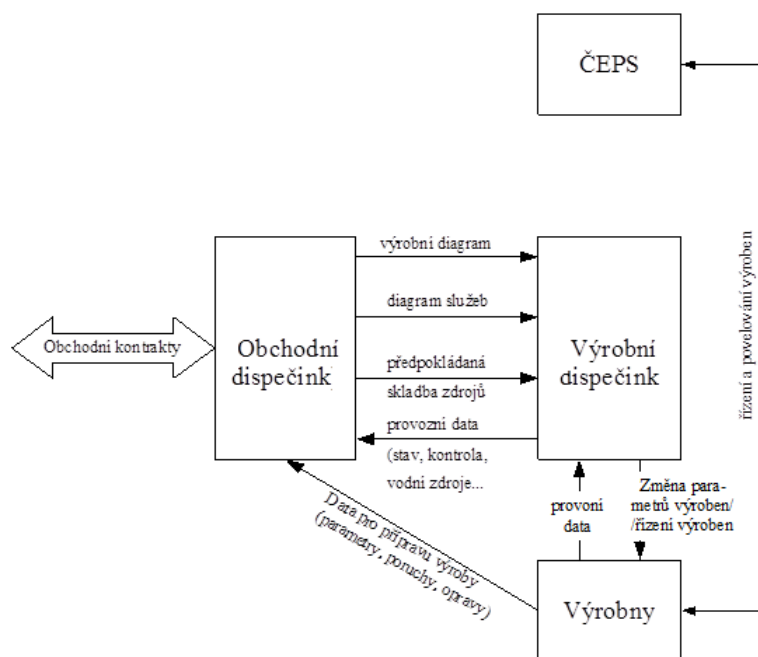 ČEPS
výrobní diagram
diagram služeb
Obchodní kontrakty
Obchodní
dispečink
předpokládaná
skladba zdrojů
Výrobní
dispečink
řízení a povelování výroben
provozní data
(stav, kontrola,
vodní zdroje...
Data pro přípravu výroby
(parametry, poruchy, opravy)
provoní
data
Změna para-
metrů výroben/
/řízení výroben
Výrobny